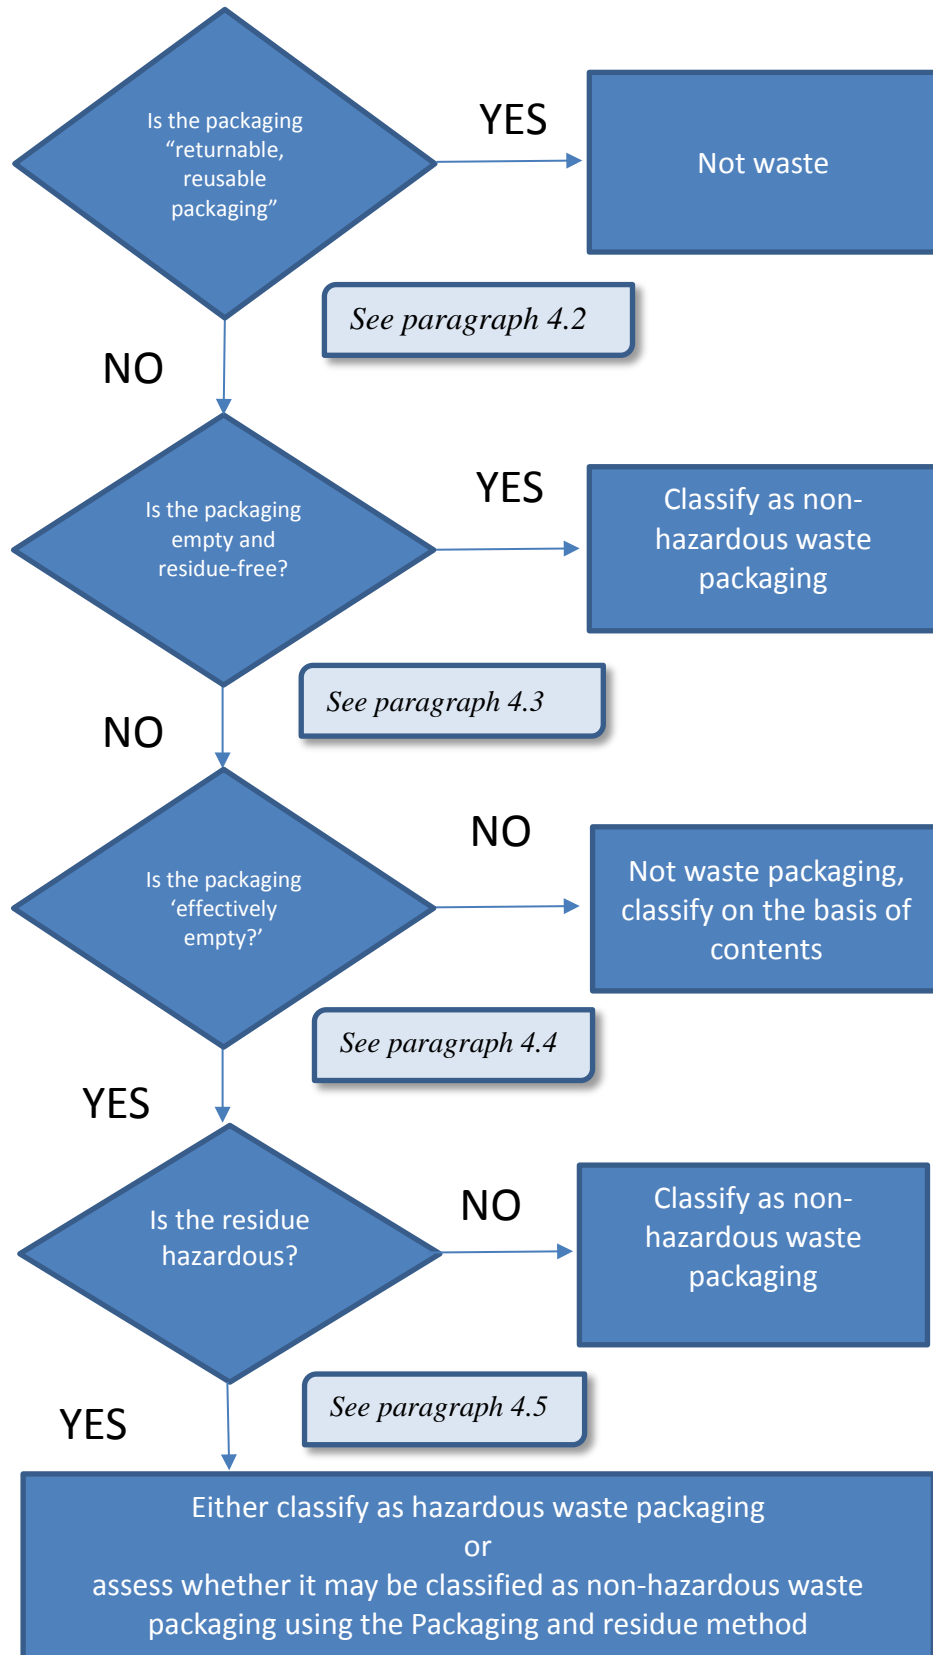 Is the packaging
“returnable,
reusable
packaging”
YES
Not waste
See paragraph 4.2
NO
Is the packaging
empty and
residue-free?
YES
Classify as non-
hazardous waste
packaging
See paragraph 4.3
NO
Is the packaging
‘effectively
empty?’
NO
Not waste packaging,
classify on the basis of
contents
See paragraph 4.4
YES
Is the residue
hazardous?
NO
Classify as non-
hazardous waste
packaging
See paragraph 4.5
YES
Either classify as hazardous waste packaging
or
assess whether it may be classified as non-hazardous waste
packaging using the Packaging and residue method